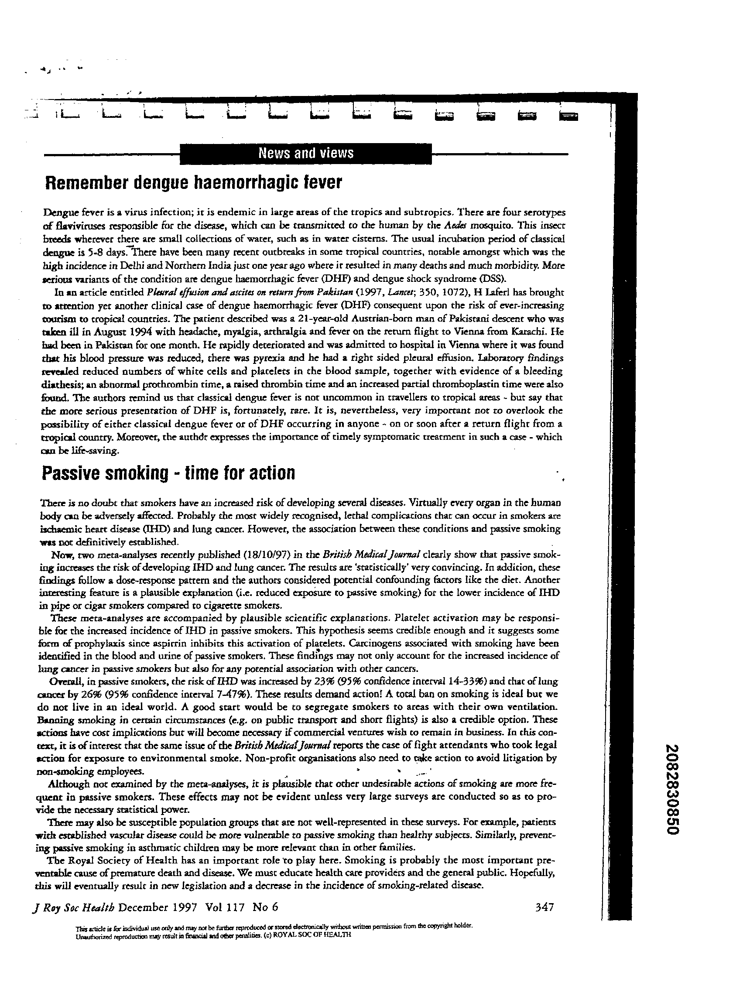 News and views
Remember dengue haemorrhagic fever
Dengue fever is a virus infection; it is endemic in large areas of the tropics and subtropics. There are four serotypes
of flaviviruses responsible for the disease, which can be transmitted to the human by the Aedes mosquito. This insect
breeds wherever there are small collections of water, such as in water cisterns. The usual incubation period of classical
dengue is 5-8 days. There have been many recent outbreaks in some tropical countries, notable amongst which was the
high incidence in Delhi and Northern India just one year ago where it resulted in many deaths and much morbidity. More
serious variants of the condition are dengue haemorrhagic fever (DHF) and dengue shock syndrome (DSS).
In an article entitled Pleural effusion and ascites on return from Pakistan (1997, Lancet; 350, 1072), H Laferl has brought
to attention yet another clinical case of dengue haemorrhagic fever (DHF) consequent upon the risk of ever-increasing
tourism to tropical countries. The patient described was a 21-year-old Austrian-born man of Pakistani descent who was
taken ill in August 1994 with headache, myalgia, arthralgia and fever on the return flight to Vienna from Karachi. He
had been in Pakistan for one month. He rapidly deteriorated and was admitted to hospital in Vienna where it was found
that his blood pressure was reduced, there was pyrexia and he had a right sided pleural effusion. Laboratory findings
revealed reduced numbers of white cells and platelets in the blood sample, together with evidence of a bleeding
diathesis; an abnormal prothrombin time, a raised thrombin time and an increased partial thromboplastin time were also
found. The authors remind us that classical dengue fever is not uncommon in travellers to tropical areas - but say that
the more serious presentation of DHF is, fortunately, rare. It is, nevertheless, very important not to overlook the
possibility of either classical dengue fever or of DHF occurring in anyone - on or soon after a return flight from a
tropical country. Moreover, the author expresses the importance of timely symptomatic treatment in such a case - which
can be life-saving.
Passive smoking - time for action
There is no doubt that smokers have an increased risk of developing several diseases. Virtually every organ in the human
body can be adversely affected. Probably the most widely recognised, lethal complications that can occur in smokers are
ischaemic heart disease (IHD) and lung cancer. However, the association between these conditions and passive smoking
was not definitively established.
Now, two meta-analyses recently published (18/10/97) in the British Medical Journal clearly show that passive smok-
ing increases the risk of developing IHD and lung cancer. The results are 'statistically' very convincing. In addition, these
findings follow a dose-response pattern and the authors considered potential confounding factors like the diet. Another
interesting feature is a plausible explanation (i.e. reduced exposure to passive smoking) for the lower incidence of IHD
in pipe or cigar smokers compared to cigarette smokers.
These meta-analyses are accompanied by plausible scientific explanations. Platelet activation may be responsi-
ble for the increased incidence of IHD in passive smokers. This hypothesis seems credible enough and it suggests some
form of prophylaxis since aspirin inhibits this activation of platelets. Carcinogens associated with smoking have been
identified in the blood and urine of passive smokers. These findings may not only account for the increased incidence of
lung cancer in passive smokers but also for any potential association with other cancers.
Overall, in passive smokers, the risk of IHD was increased by 23% (95% confidence interval 14-33%) and that of lung
cancer by 26% (95% confidence interval 7-47%). These results demand action! A total ban on smoking is ideal but we
do not live in an ideal world. A good start would be to segregate smokers to areas with their own ventilation.
Banning smoking in certain circumstances (e.g. on public transport and short flights) is also a credible option. These
actions have cost implications but will become necessary if commercial ventures wish to remain in business. In this con-
text, it is of interest that the same issue of the British Medical Journal reports the case of fight attendants who took legal
action for exposure to environmental smoke. Non-profit organisations also need to take action to avoid litigation by
non-smoking employees.
Although not examined by the meta-analyses, it is plausible that other undesirable actions of smoking are more fre-
quent in passive smokers. These effects may not be evident unless very large surveys are conducted so as to pro-
vide the necessary statistical power.
There may also be susceptible population groups that are not well-represented in these surveys. For example, patients
with established vascular disease could be more vulnerable to passive smoking than healthy subjects. Similarly, prevent-
ing passive smoking in asthmatic children may be more relevant than in other families.
The Royal Society of Health has an important role to play here. Smoking is probably the most important pre-
ventable cause of premature death and disease. We must educate health care providers and the general public. Hopefully,
this will eventually result in new legislation and a decrease in the incidence of smoking-related disease.
J Roy Soc Health December 1997 Vol 117 No 6 347
This article is for individual use only and may not be further reproduced or stored electronically without written permission from the copyright holder.
Unauthorized reproduction may result in financial and other penalties. (c) ROYAL SOC OF HEALTH
2082830850